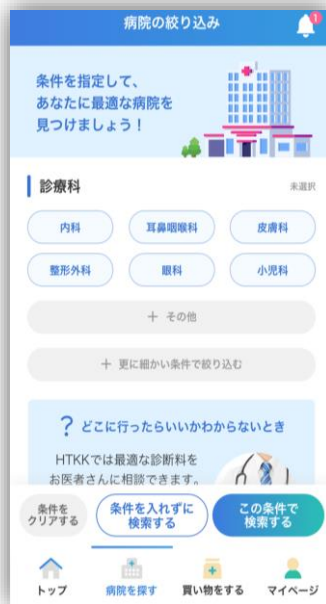 病院の絞り込み
1
条件を指定して、
あなたに最適な病院を
見つけましょう！
診療科
未選択
内科
耳鼻咽喉科
皮膚科
整形外科
眼科
小児科
＋ その他
＋ 更に細かい条件で絞り込む
? どこに行ったらいいかわからないとき
HTKKでは最適な診断料を
お医者さんに相談できます。
条件を
クリアする
条件を入れずに
検索する
この条件で
検索する
トップ
病院を探す
買い物をする
マイページ